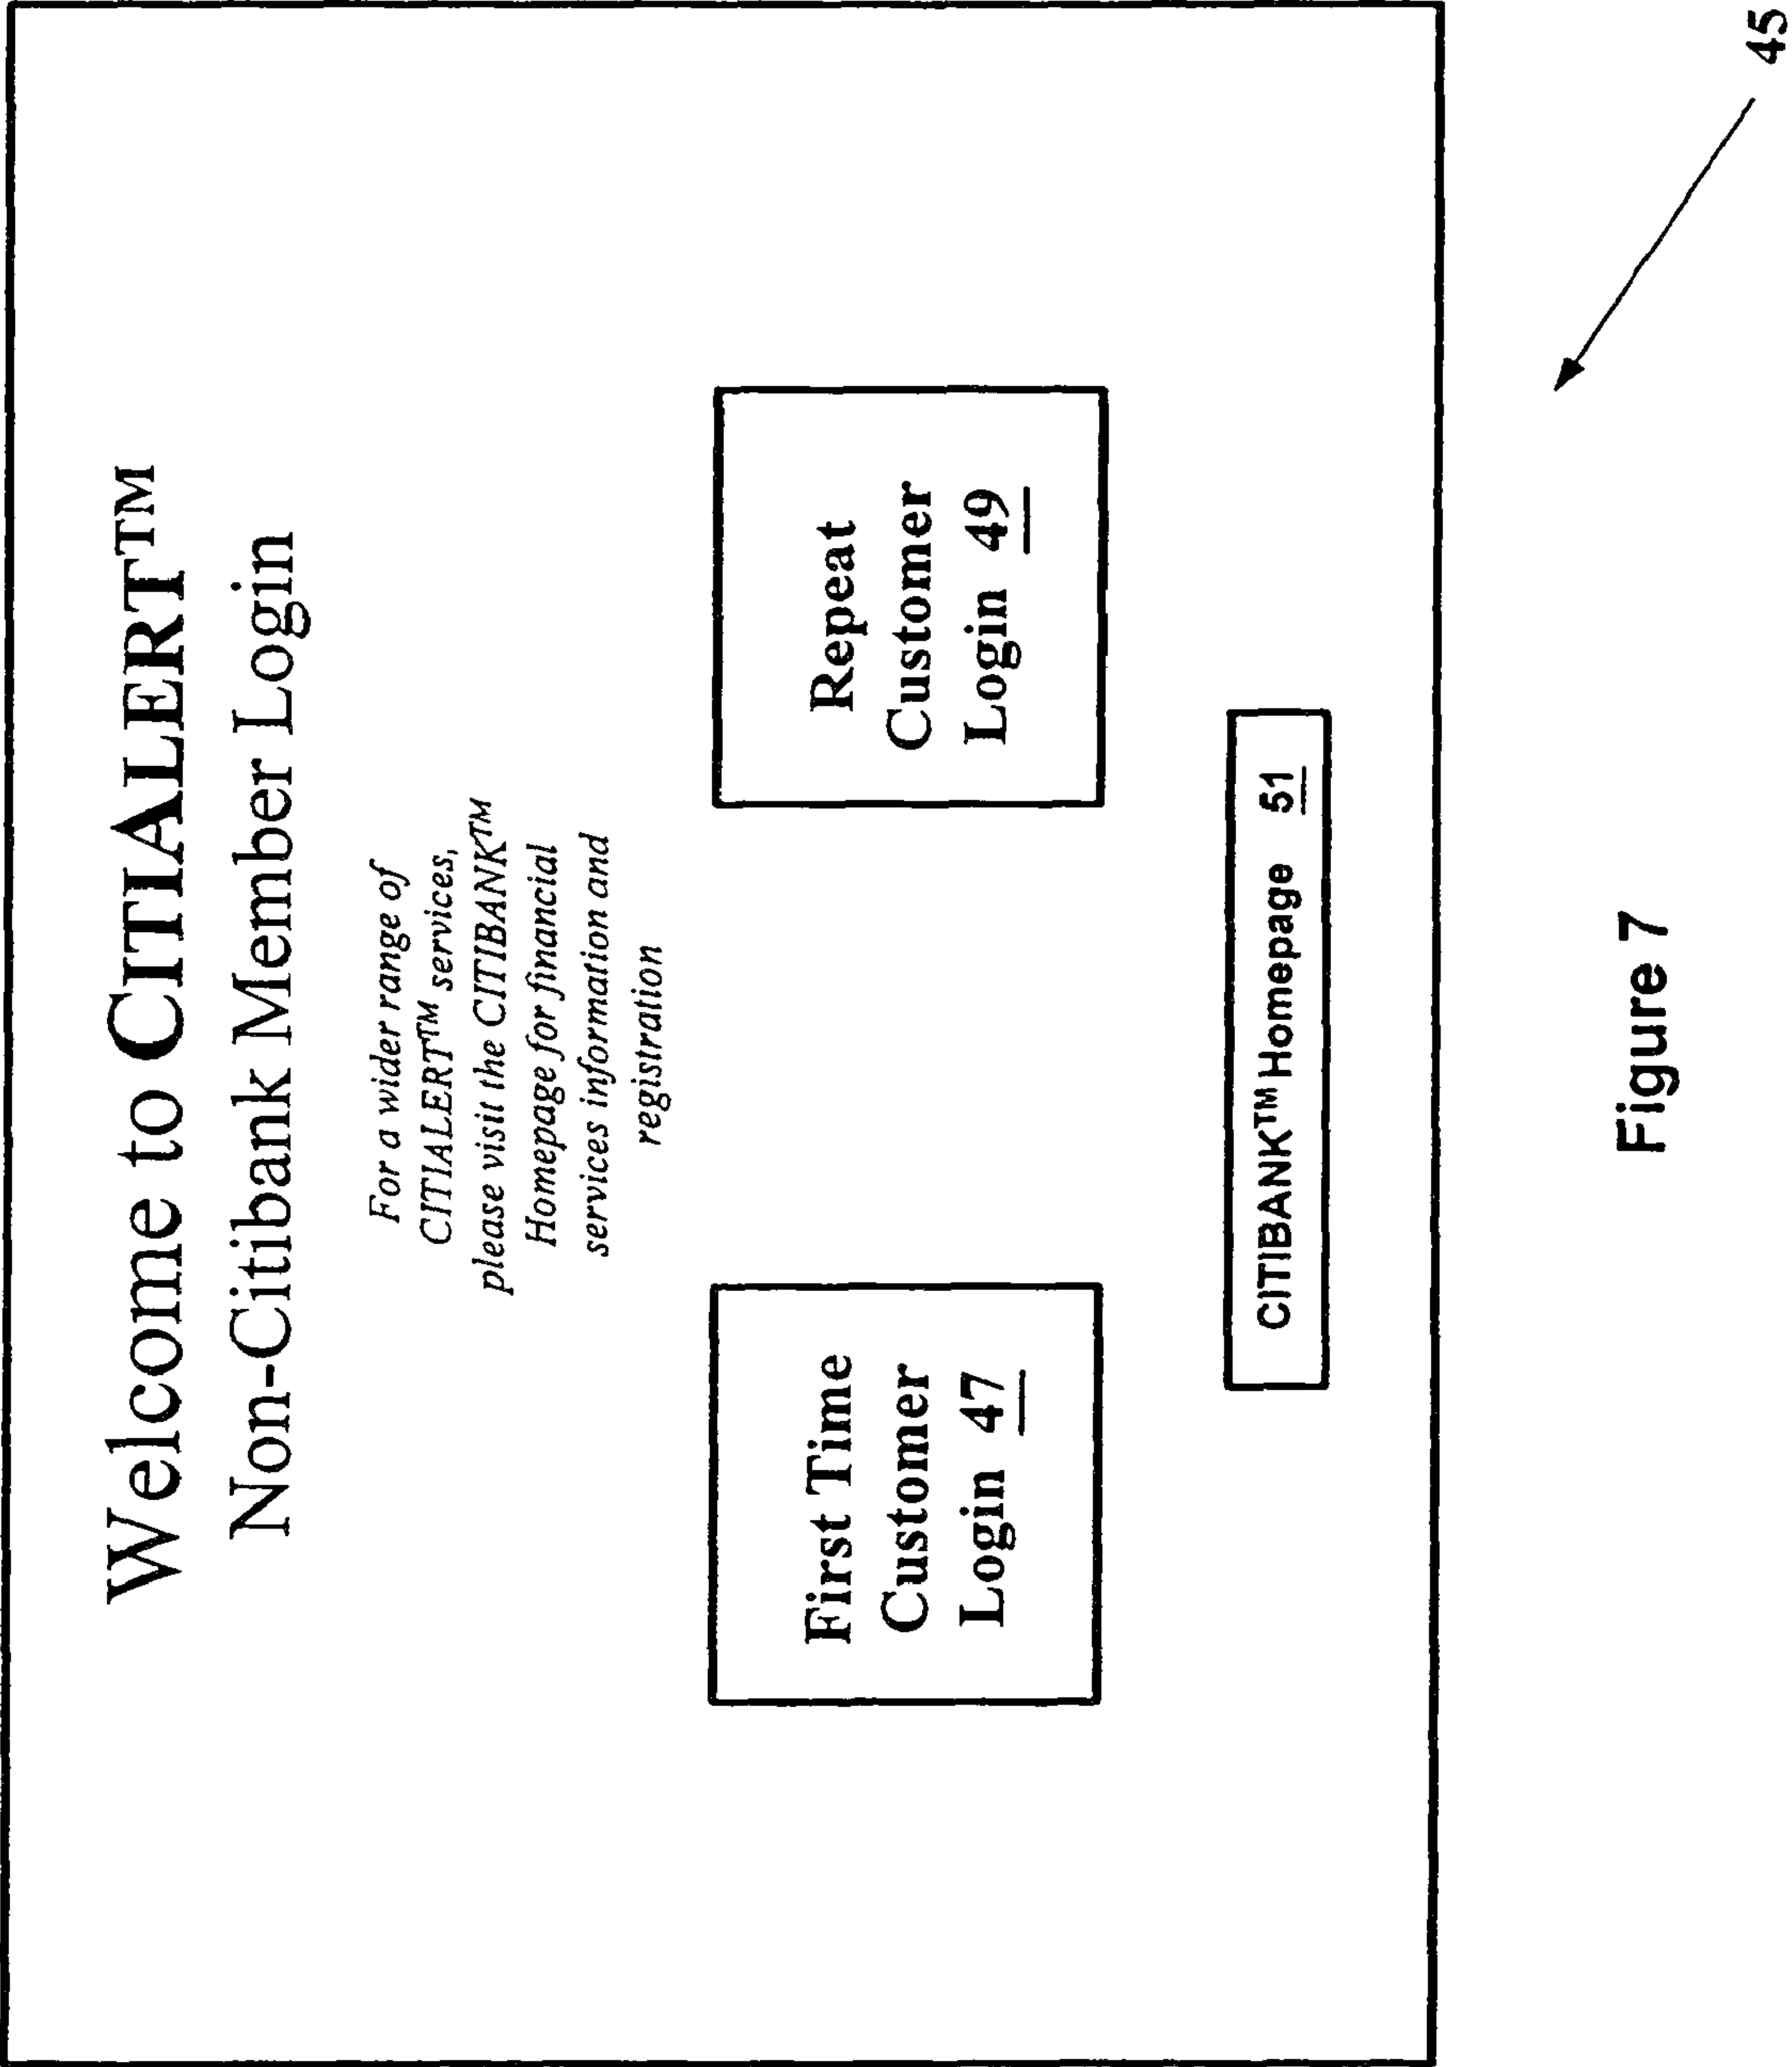 Welcome to CITIALERT™
Non-Citibank Member Login
For a wider range of
CITIALERT™ services,
please visit the CITIBANK™
Homepage for financial
services information and
registration
First Time
Customer
Login 47
Repeat
Customer
Login 49
CITIBANK™ Homepage 51
Figure 7
45